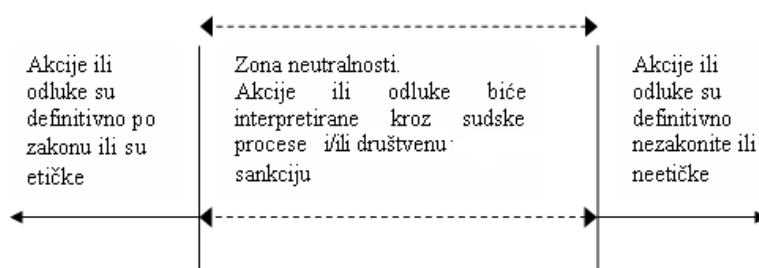 Akcije ili
odluke su
definitivno po
zakonu ili su
etičke
Zona neutralnosti.
Akcije ili odluke biće
interpretirane kroz sudske
procese i/ili društvenu
sankciju
Akcije ili
odluke su
definitivno
nezakonite ili
neetičke